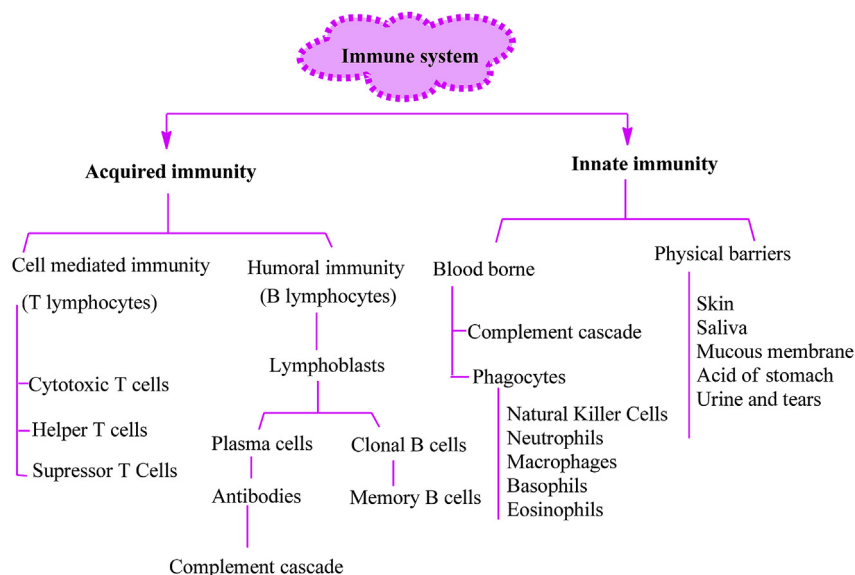 Immune system
Acquired immunity
Innate immunity
Cell mediated immunity
(T lymphocytes)
Cytotoxic T cells
Helper T cells
Supressor T Cells
Humoral immunity
(B lymphocytes)
Lymphoblasts
Plasma cells
Antibodies
Complement cascade
Clonal B cells
Memory B cells
Blood borne
Complement cascade
Phagocytes
Natural Killer Cells
Neutrophils
Macrophages
Basophils
Eosinophils
Physical barriers
Skin
Saliva
Mucous membrane
Acid of stomach
Urine and tears